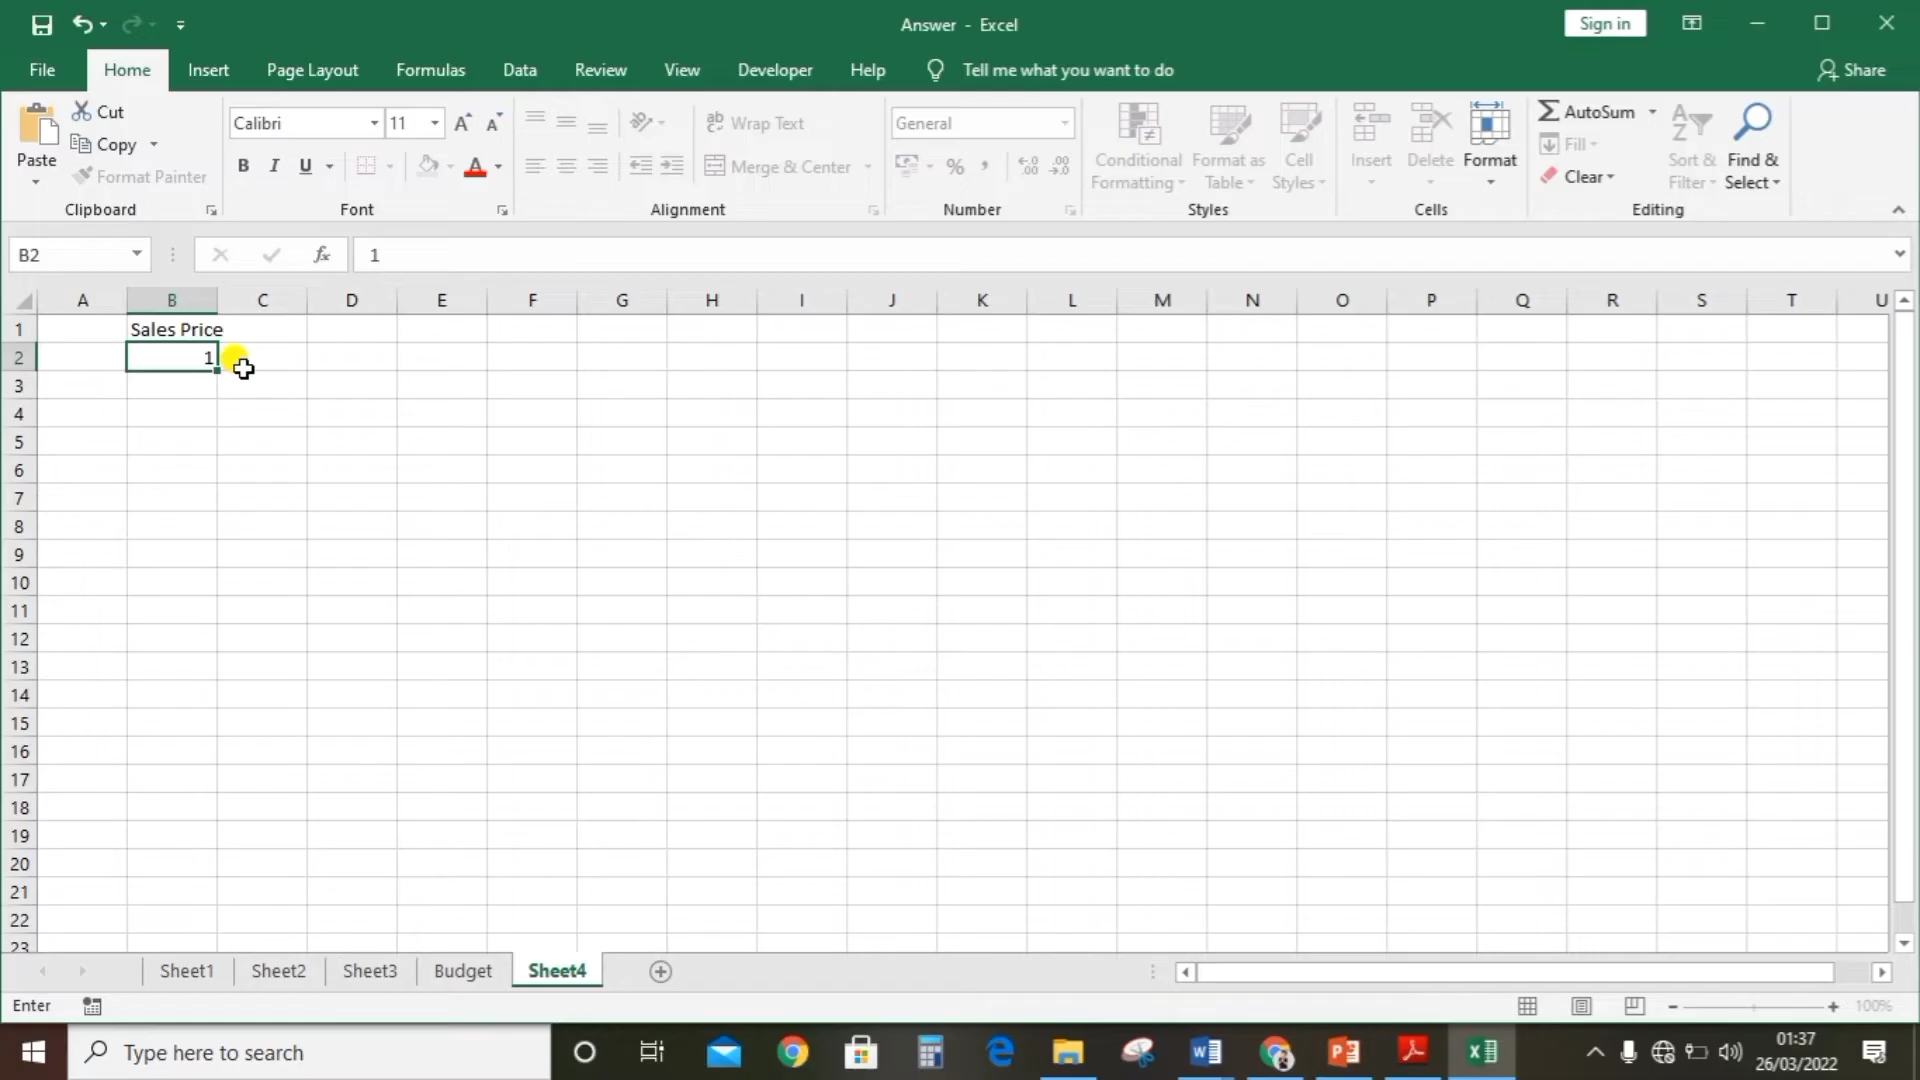 Answer - Excel
Sign in
File Home Insert Page Layout Formulas Data Review View Developer Help Tell me what you want to do Share
Paste
Cut
Copy
Format Painter
Clipboard
Calibri 11
B I U
Font
Wrap Text
Merge & Center
Alignment
General
%
Number
Conditional Formatting
Format as Table
Cell Styles
Styles
Insert Delete Format
Cells
AutoSum
Fill
Clear
Sort & Filter
Find & Select
Editing
B2 fx 1
A B C D E F G H I J K L M N O P Q R S T U
1 Sales Price
2 1
3
4
5
6
7
8
9
10
11
12
13
14
15
16
17
18
19
20
21
22
23
Sheet1 Sheet2 Sheet3 Budget Sheet4
Enter 100%
Type here to search
01:37
26/03/2022